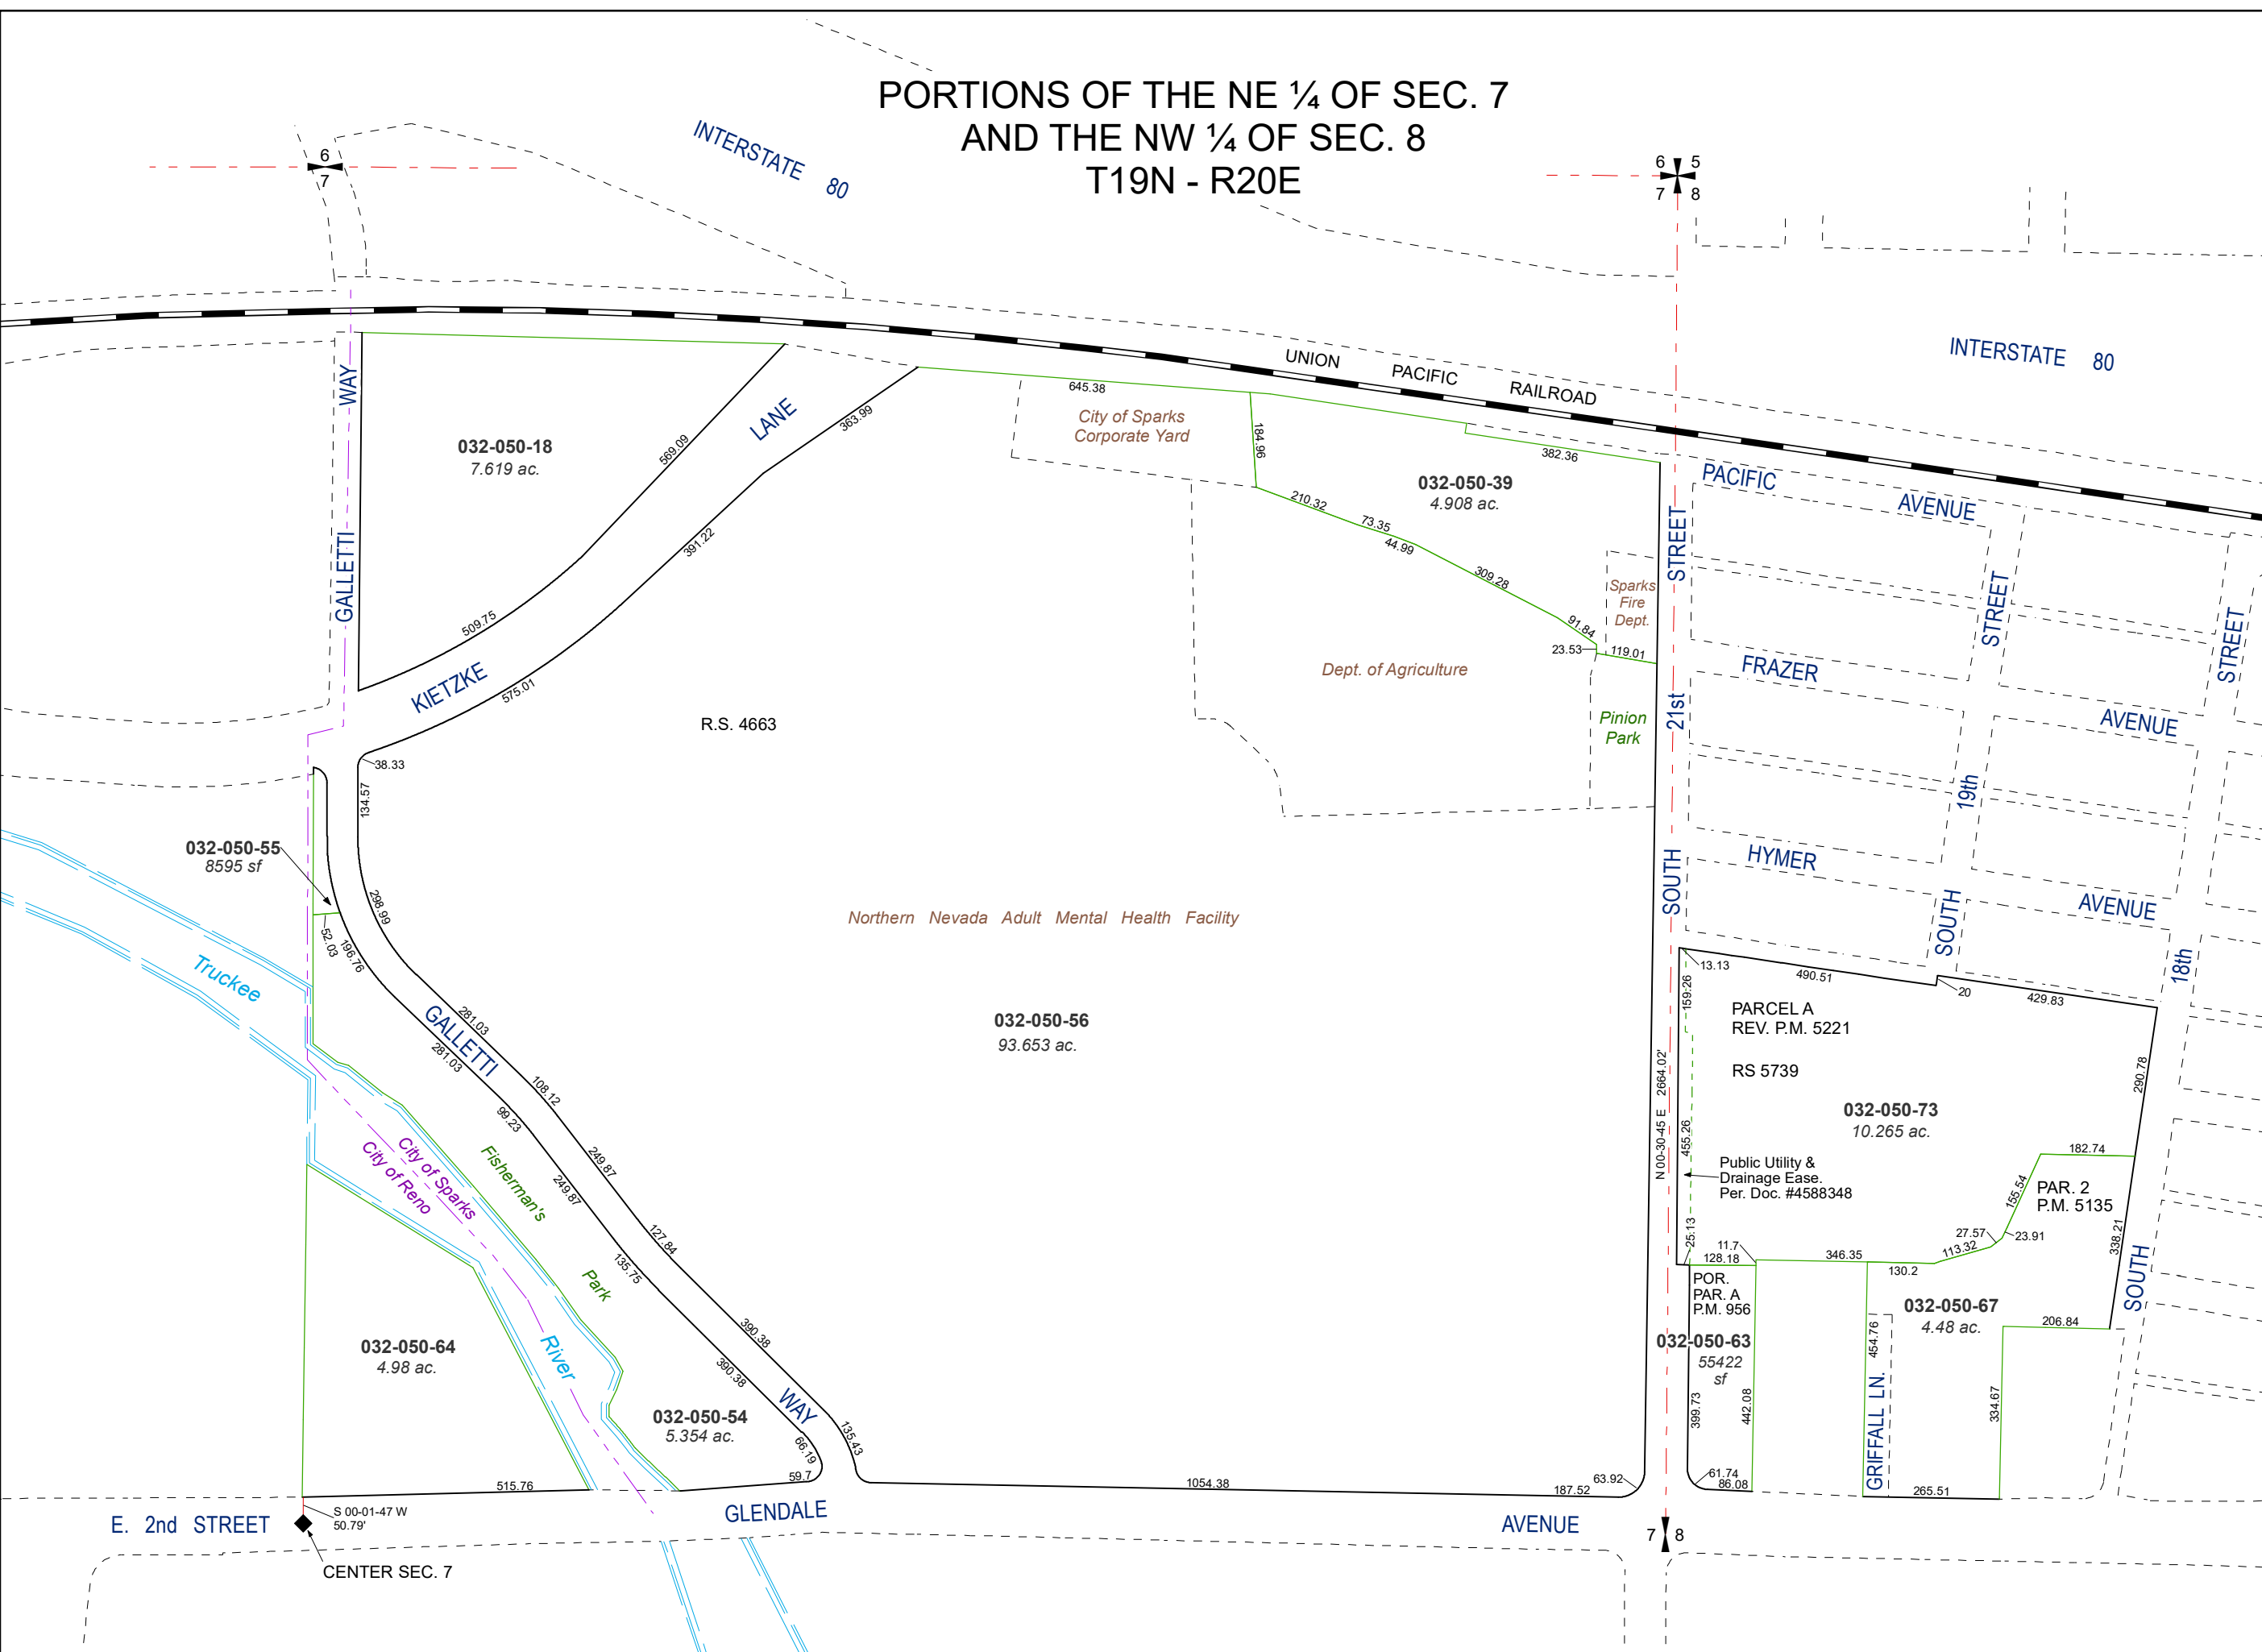 PORTIONS OF THE NE ¼ OF SEC. 7
AND THE NW ¼ OF SEC. 8
T19N - R20E
INTERSTATE 80
6
7
6 5
7 8
INTERSTATE 80
UNION PACIFIC RAILROAD
GALLETTI WAY
032-050-18
7.619 ac.
569.09
509.75
KIETZKE LANE
363.99
391.22
575.01
38.33
134.57
645.38
City of Sparks
Corporate Yard
184.96
382.36
032-050-39
4.908 ac.
210.32
73.35
44.99
309.28
91.84
23.53
119.01
Sparks
Fire
Dept.
Dept. of Agriculture
Pinion
Park
R.S. 4663
PACIFIC AVENUE
FRAZER AVENUE
HYMER AVENUE
SOUTH 21st STREET
SOUTH 19th STREET
SOUTH 18th STREET
032-050-55
8595 sf
298.99
52.03
196.76
Truckee River
GALLETTI WAY
281.03
281.03
108.12
99.23
249.87
249.87
127.84
135.75
390.38
390.38
135.43
66.19
59.7
City of Sparks
City of Reno
Fisherman's Park
Northern Nevada Adult Mental Health Facility
032-050-56
93.653 ac.
N 00-30-45 E 2664.02'
13.13
490.51
20
429.83
159.26
PARCEL A
REV. P.M. 5221
RS 5739
290.78
032-050-73
10.265 ac.
455.26
Public Utility &
Drainage Ease.
Per. Doc. #4588348
182.74
155.54
PAR. 2
P.M. 5135
27.57
23.91
338.21
25.13
11.7
128.18
346.35
113.32
130.2
POR.
PAR. A
P.M. 956
032-050-63
55422
sf
032-050-67
4.48 ac.
454.76
206.84
399.73
442.08
GRIFFALL LN.
334.67
61.74
86.08
265.51
032-050-64
4.98 ac.
032-050-54
5.354 ac.
515.76
1054.38
187.52
63.92
S 00-01-47 W
50.79'
E. 2nd STREET
GLENDALE AVENUE
7 8
CENTER SEC. 7